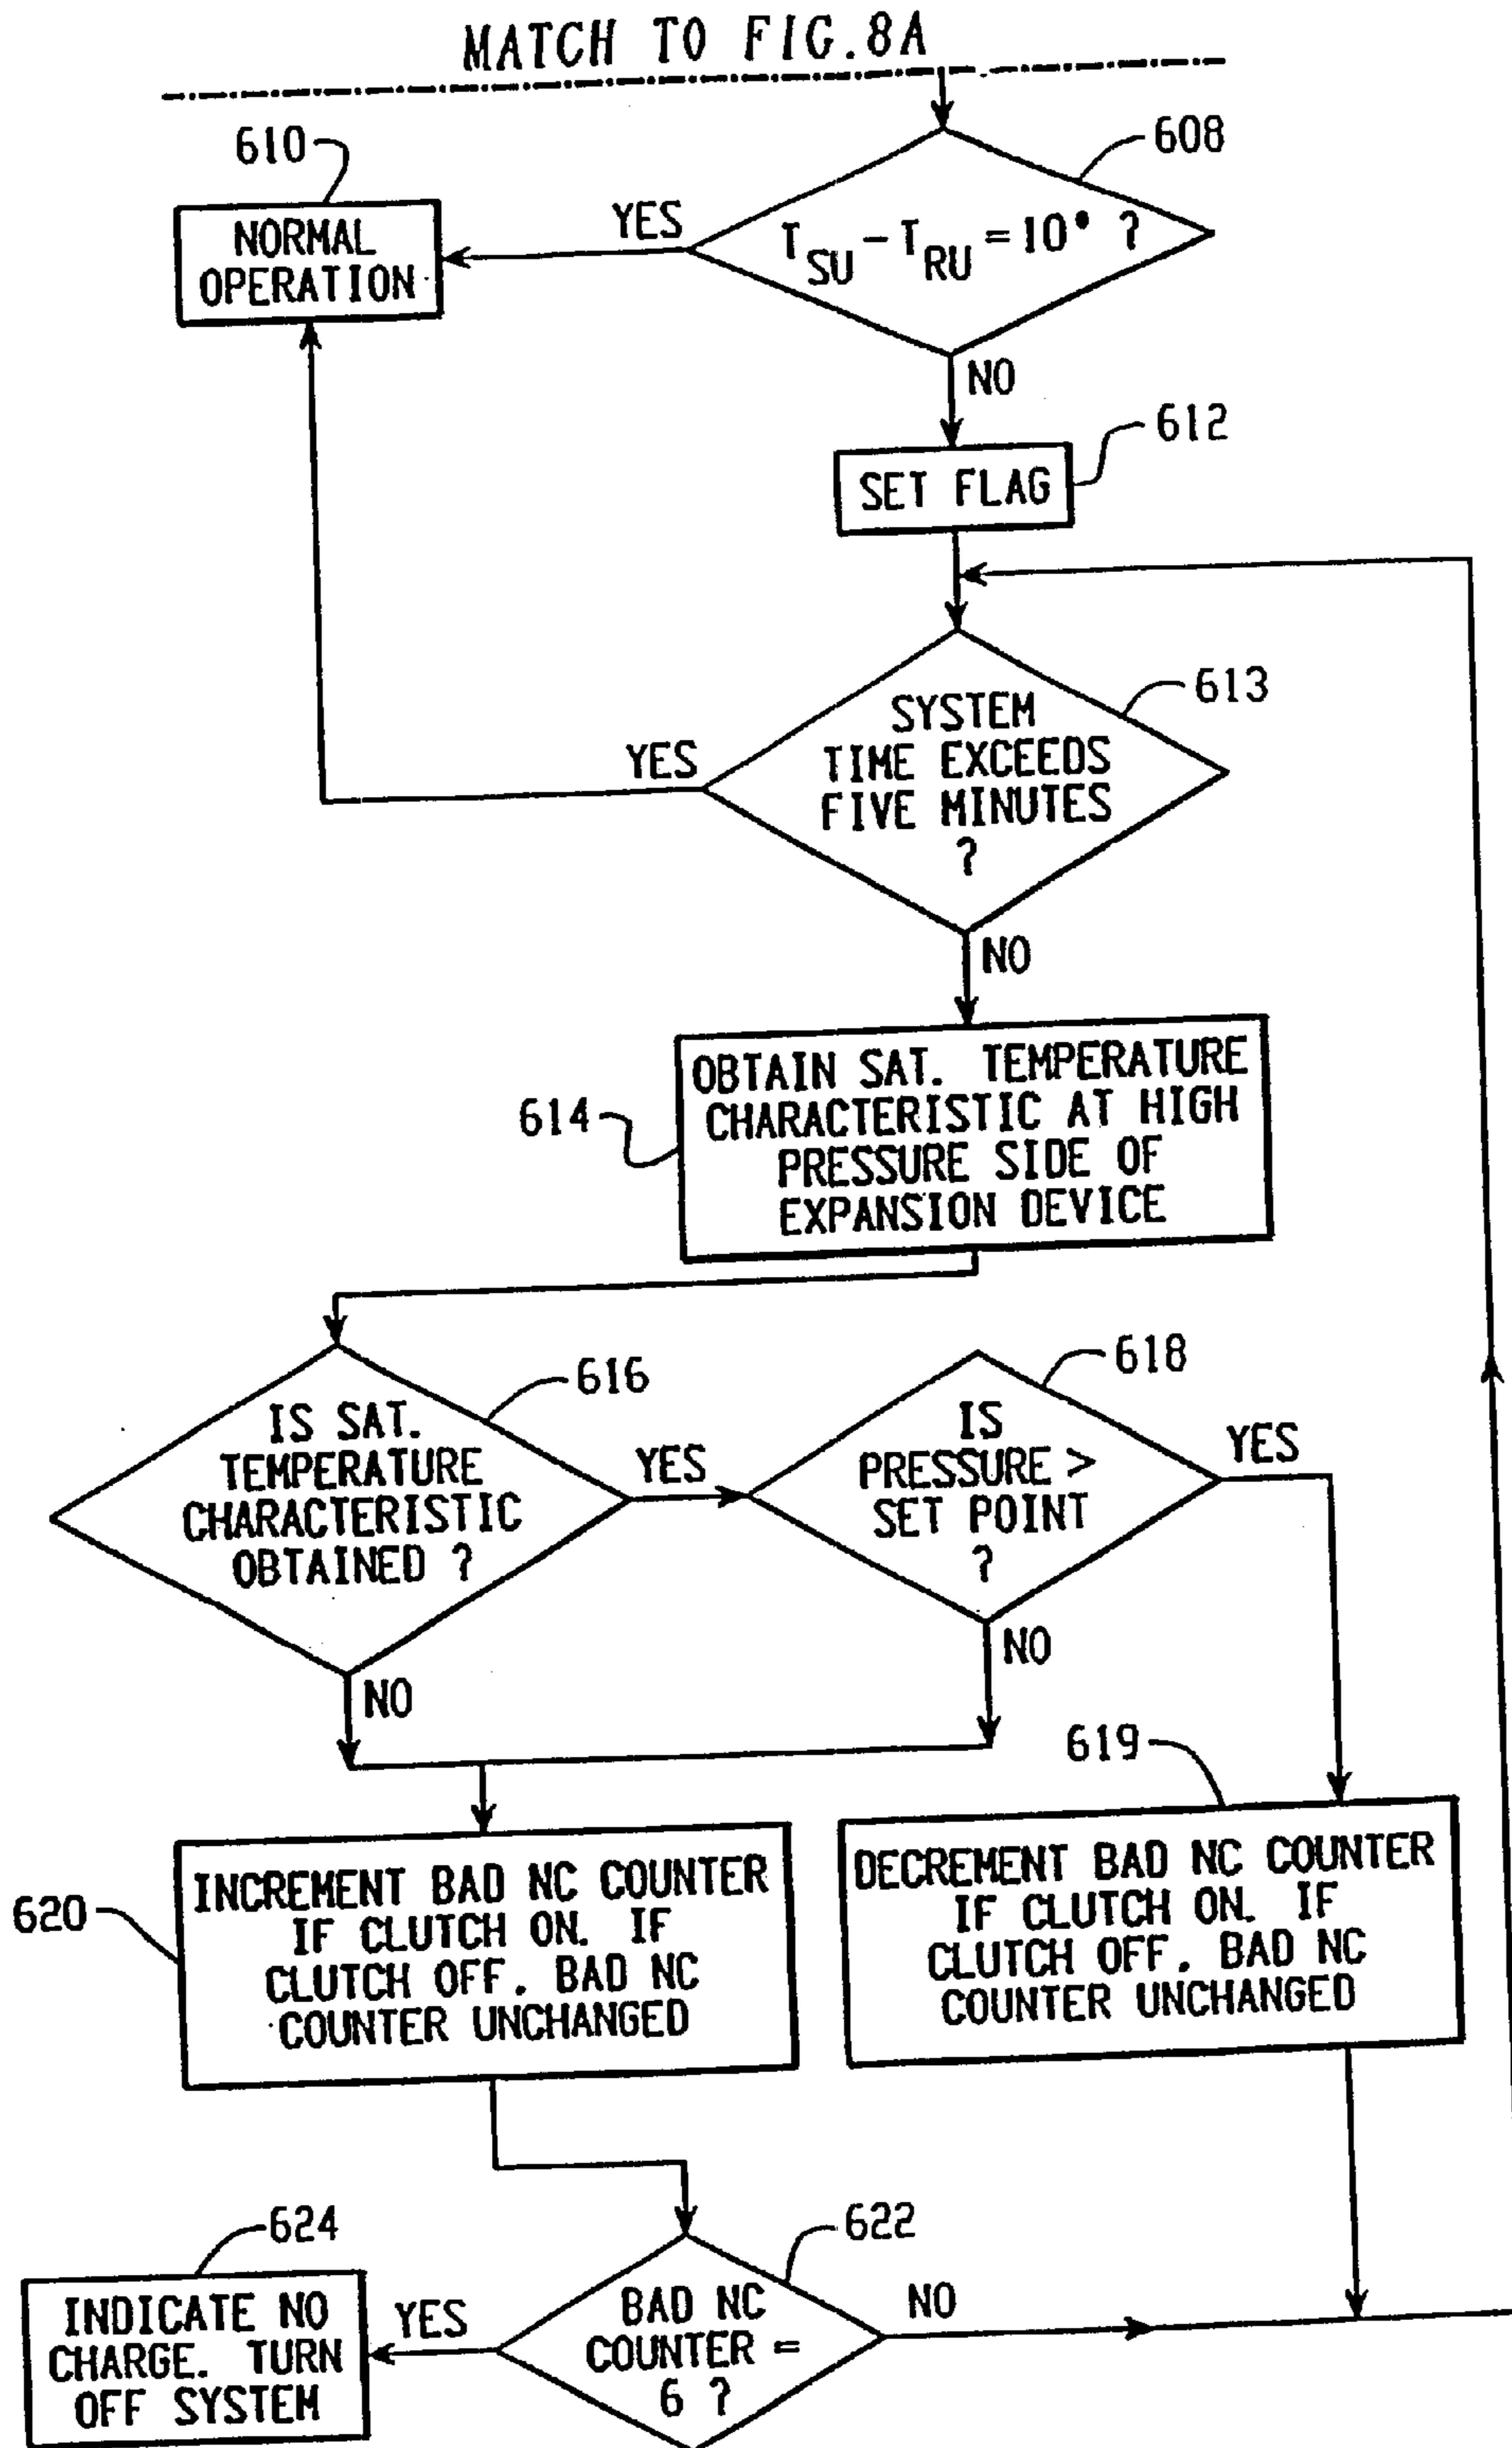 MATCH TO FIG.8A
610
608
NORMAL
OPERATION
YES
T SU - T RU = 10° ?
NO
612
SET FLAG
613
YES
SYSTEM
TIME EXCEEDS
FIVE MINUTES
?
NO
614
OBTAIN SAT. TEMPERATURE
CHARACTERISTIC AT HIGH
PRESSURE SIDE OF
EXPANSION DEVICE
616
618
IS SAT.
TEMPERATURE
CHARACTERISTIC
OBTAINED ?
YES
IS
PRESSURE >
SET POINT
?
YES
NO
NO
619
620
INCREMENT BAD NC COUNTER
IF CLUTCH ON. IF
CLUTCH OFF. BAD NC
COUNTER UNCHANGED
DECREMENT BAD NC COUNTER
IF CLUTCH ON. IF
CLUTCH OFF. BAD NC
COUNTER UNCHANGED
624
622
INDICATE NO
CHARGE. TURN
OFF SYSTEM
YES
BAD NC
COUNTER =
6 ?
NO